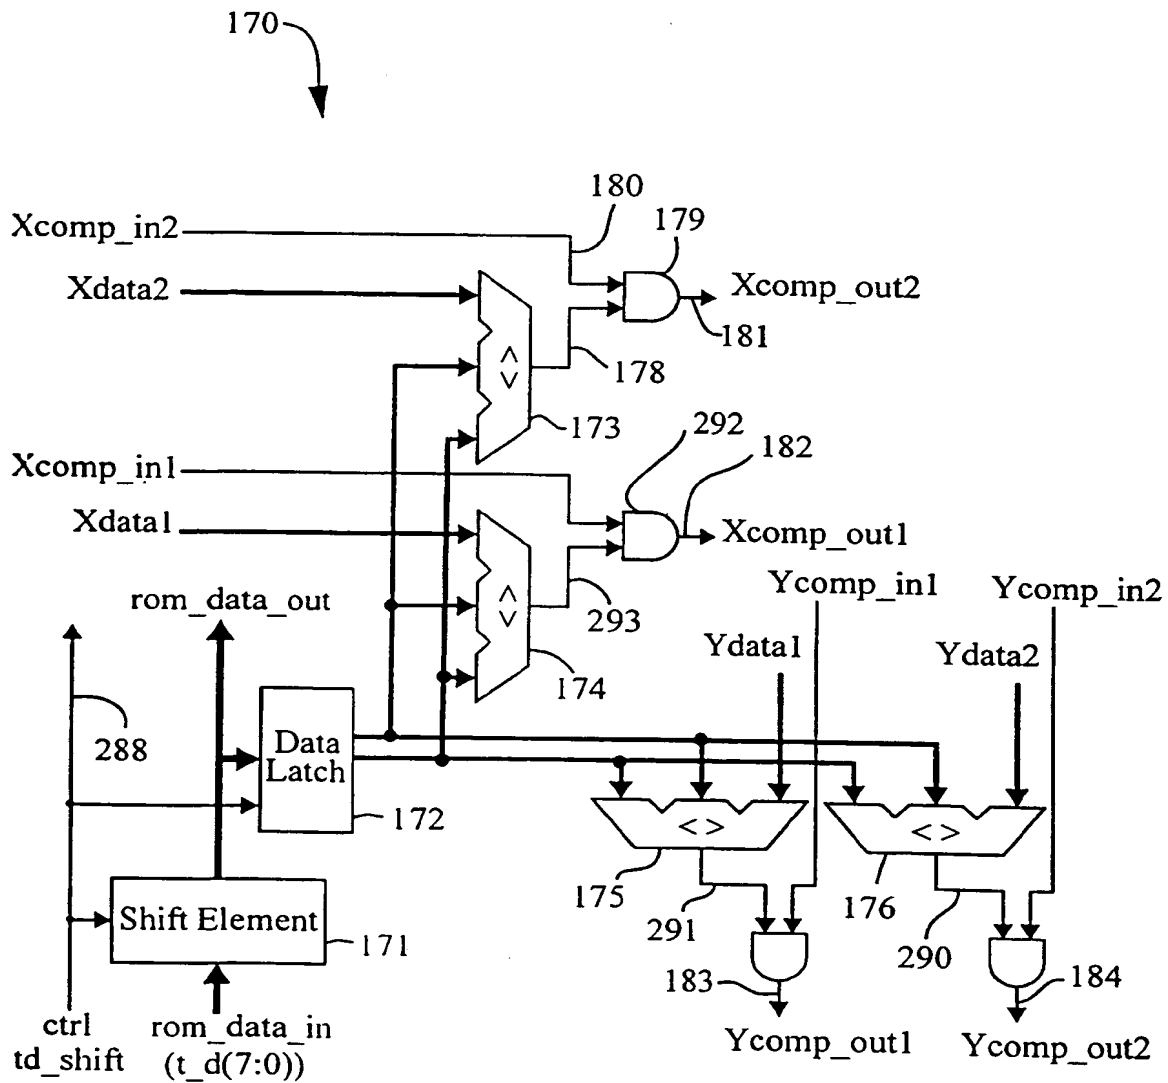 170
180
Xcomp_in2
179
Xdata2
Xcomp_out2
181
< >
178
173
292
Xcomp_in1
182
Xdata1
Xcomp_out1
< >
Ycomp_in1
Ycomp_in2
rom_data_out
293
Ydata1
Ydata2
174
288
Data
Latch
172
< >
< >
175
176
Shift Element
291
290
171
183
184
ctrl
td_shift
rom_data_in
(t_d(7:0))
Ycomp_out1
Ycomp_out2